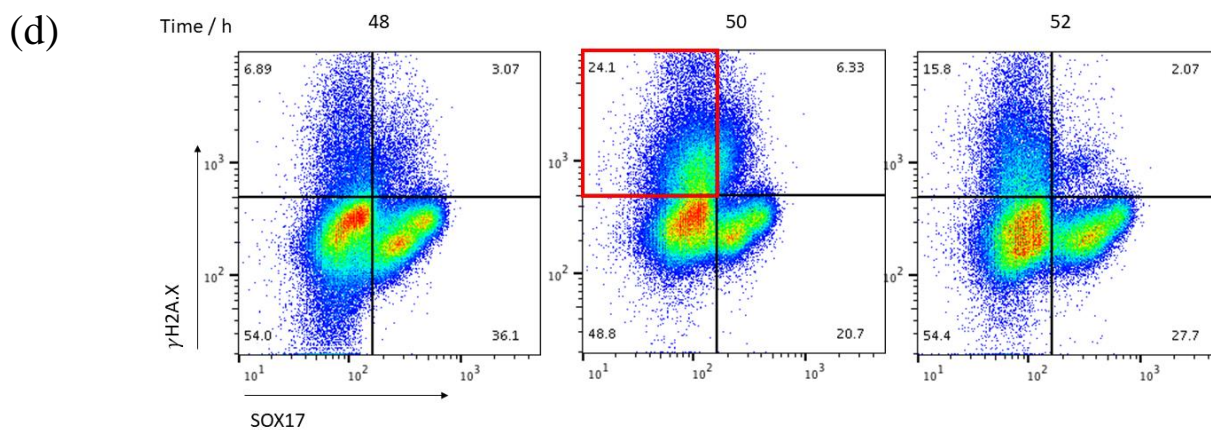 (d)
Time / h 48 50 52
6.89 3.07 24.1 6.33 15.8 2.07
10³ 10³ 10³
10² 10² 10²
54.0 36.1 48.8 20.7 54.4 27.7
10¹ 10² 10³ 10¹ 10² 10³ 10¹ 10² 10³
γH2A.X
SOX17